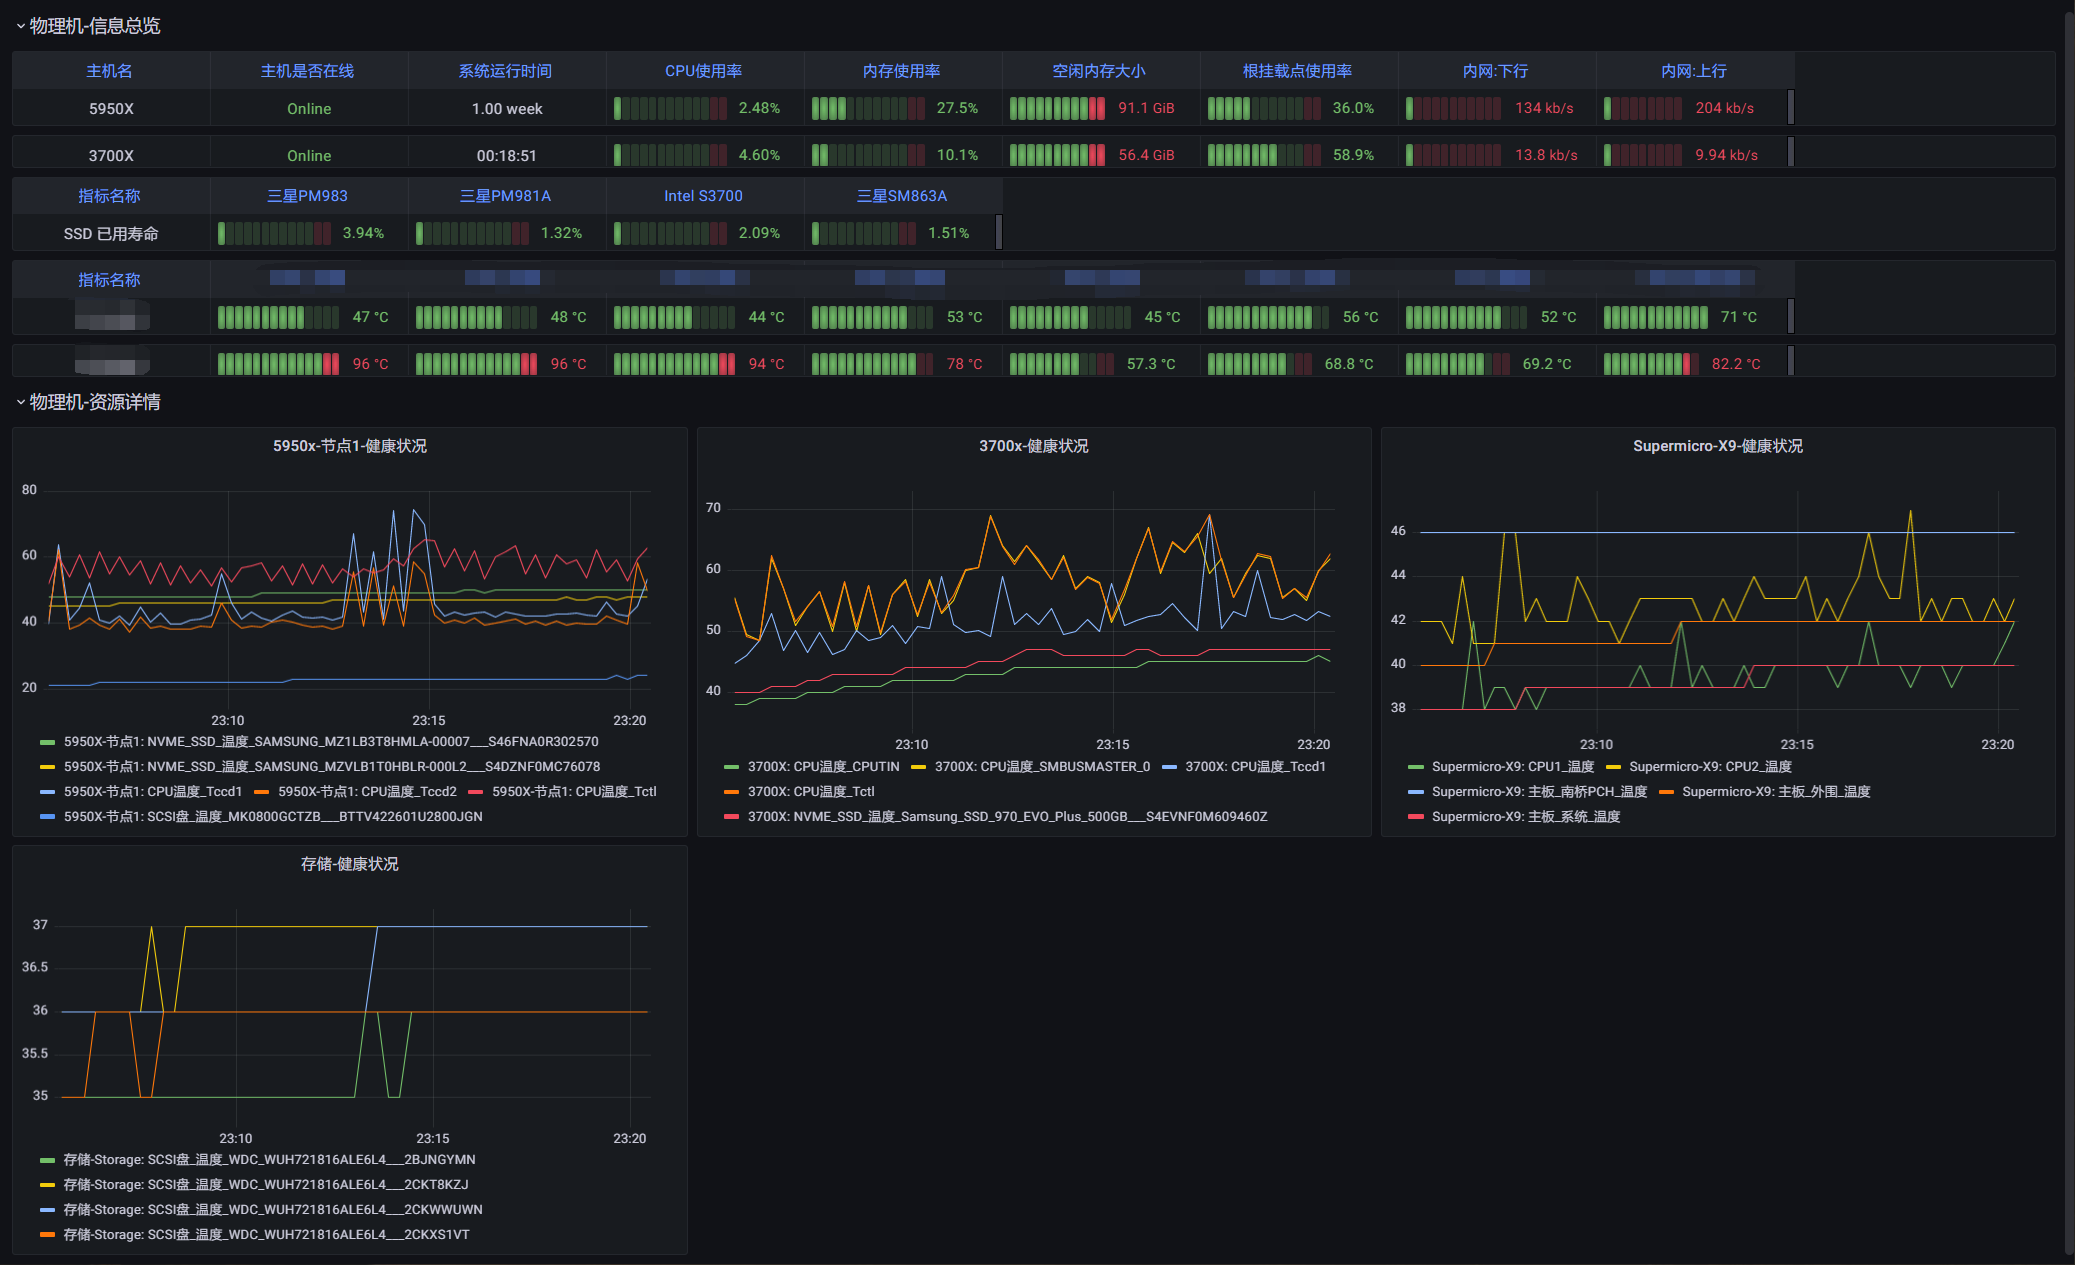 物理机-信息总览
主机名 主机是否在线 系统运行时间 CPU使用率 内存使用率 空闲内存大小 根挂载点使用率 内网:下行 内网:上行
5950X Online 1.00 week 2.48% 27.5% 91.1 GiB 36.0% 134 kb/s 204 kb/s
3700X Online 00:18:51 4.60% 10.1% 56.4 GiB 58.9% 13.8 kb/s 9.94 kb/s
指标名称 三星PM983 三星PM981A Intel S3700 三星SM863A
SSD 已用寿命 3.94% 1.32% 2.09% 1.51%
指标名称
47 °C 48 °C 44 °C 53 °C 45 °C 56 °C 52 °C 71 °C
96 °C 96 °C 94 °C 78 °C 57.3 °C 68.8 °C 69.2 °C 82.2 °C
物理机-资源详情
5950x-节点1-健康状况
80
60
40
20
23:10 23:15 23:20
5950X-节点1: NVME_SSD_温度_SAMSUNG_MZ1LB3T8HMLA-00007___S46FNA0R302570
5950X-节点1: NVME_SSD_温度_SAMSUNG_MZVLB1T0HBLR-000L2___S4DZNF0MC76078
5950X-节点1: CPU温度_Tccd1 5950X-节点1: CPU温度_Tccd2 5950X-节点1: CPU温度_Tctl
5950X-节点1: SCSI盘_温度_MK0800GCTZB___BTTV422601U2800JGN
3700x-健康状况
70
60
50
40
23:10 23:15 23:20
3700X: CPU温度_CPUTIN 3700X: CPU温度_SMBUSMASTER_0 3700X: CPU温度_Tccd1
3700X: CPU温度_Tctl
3700X: NVME_SSD_温度_Samsung_SSD_970_EVO_Plus_500GB___S4EVNF0M609460Z
Supermicro-X9-健康状况
46
44
42
40
38
23:10 23:15 23:20
Supermicro-X9: CPU1_温度 Supermicro-X9: CPU2_温度
Supermicro-X9: 主板_南桥PCH_温度 Supermicro-X9: 主板_外围_温度
Supermicro-X9: 主板_系统_温度
存储-健康状况
37
36.5
36
35.5
35
23:10 23:15 23:20
存储-Storage: SCSI盘_温度_WDC_WUH721816ALE6L4___2BJNGYMN
存储-Storage: SCSI盘_温度_WDC_WUH721816ALE6L4___2CKT8KZJ
存储-Storage: SCSI盘_温度_WDC_WUH721816ALE6L4___2CKWWUWN
存储-Storage: SCSI盘_温度_WDC_WUH721816ALE6L4___2CKXS1VT